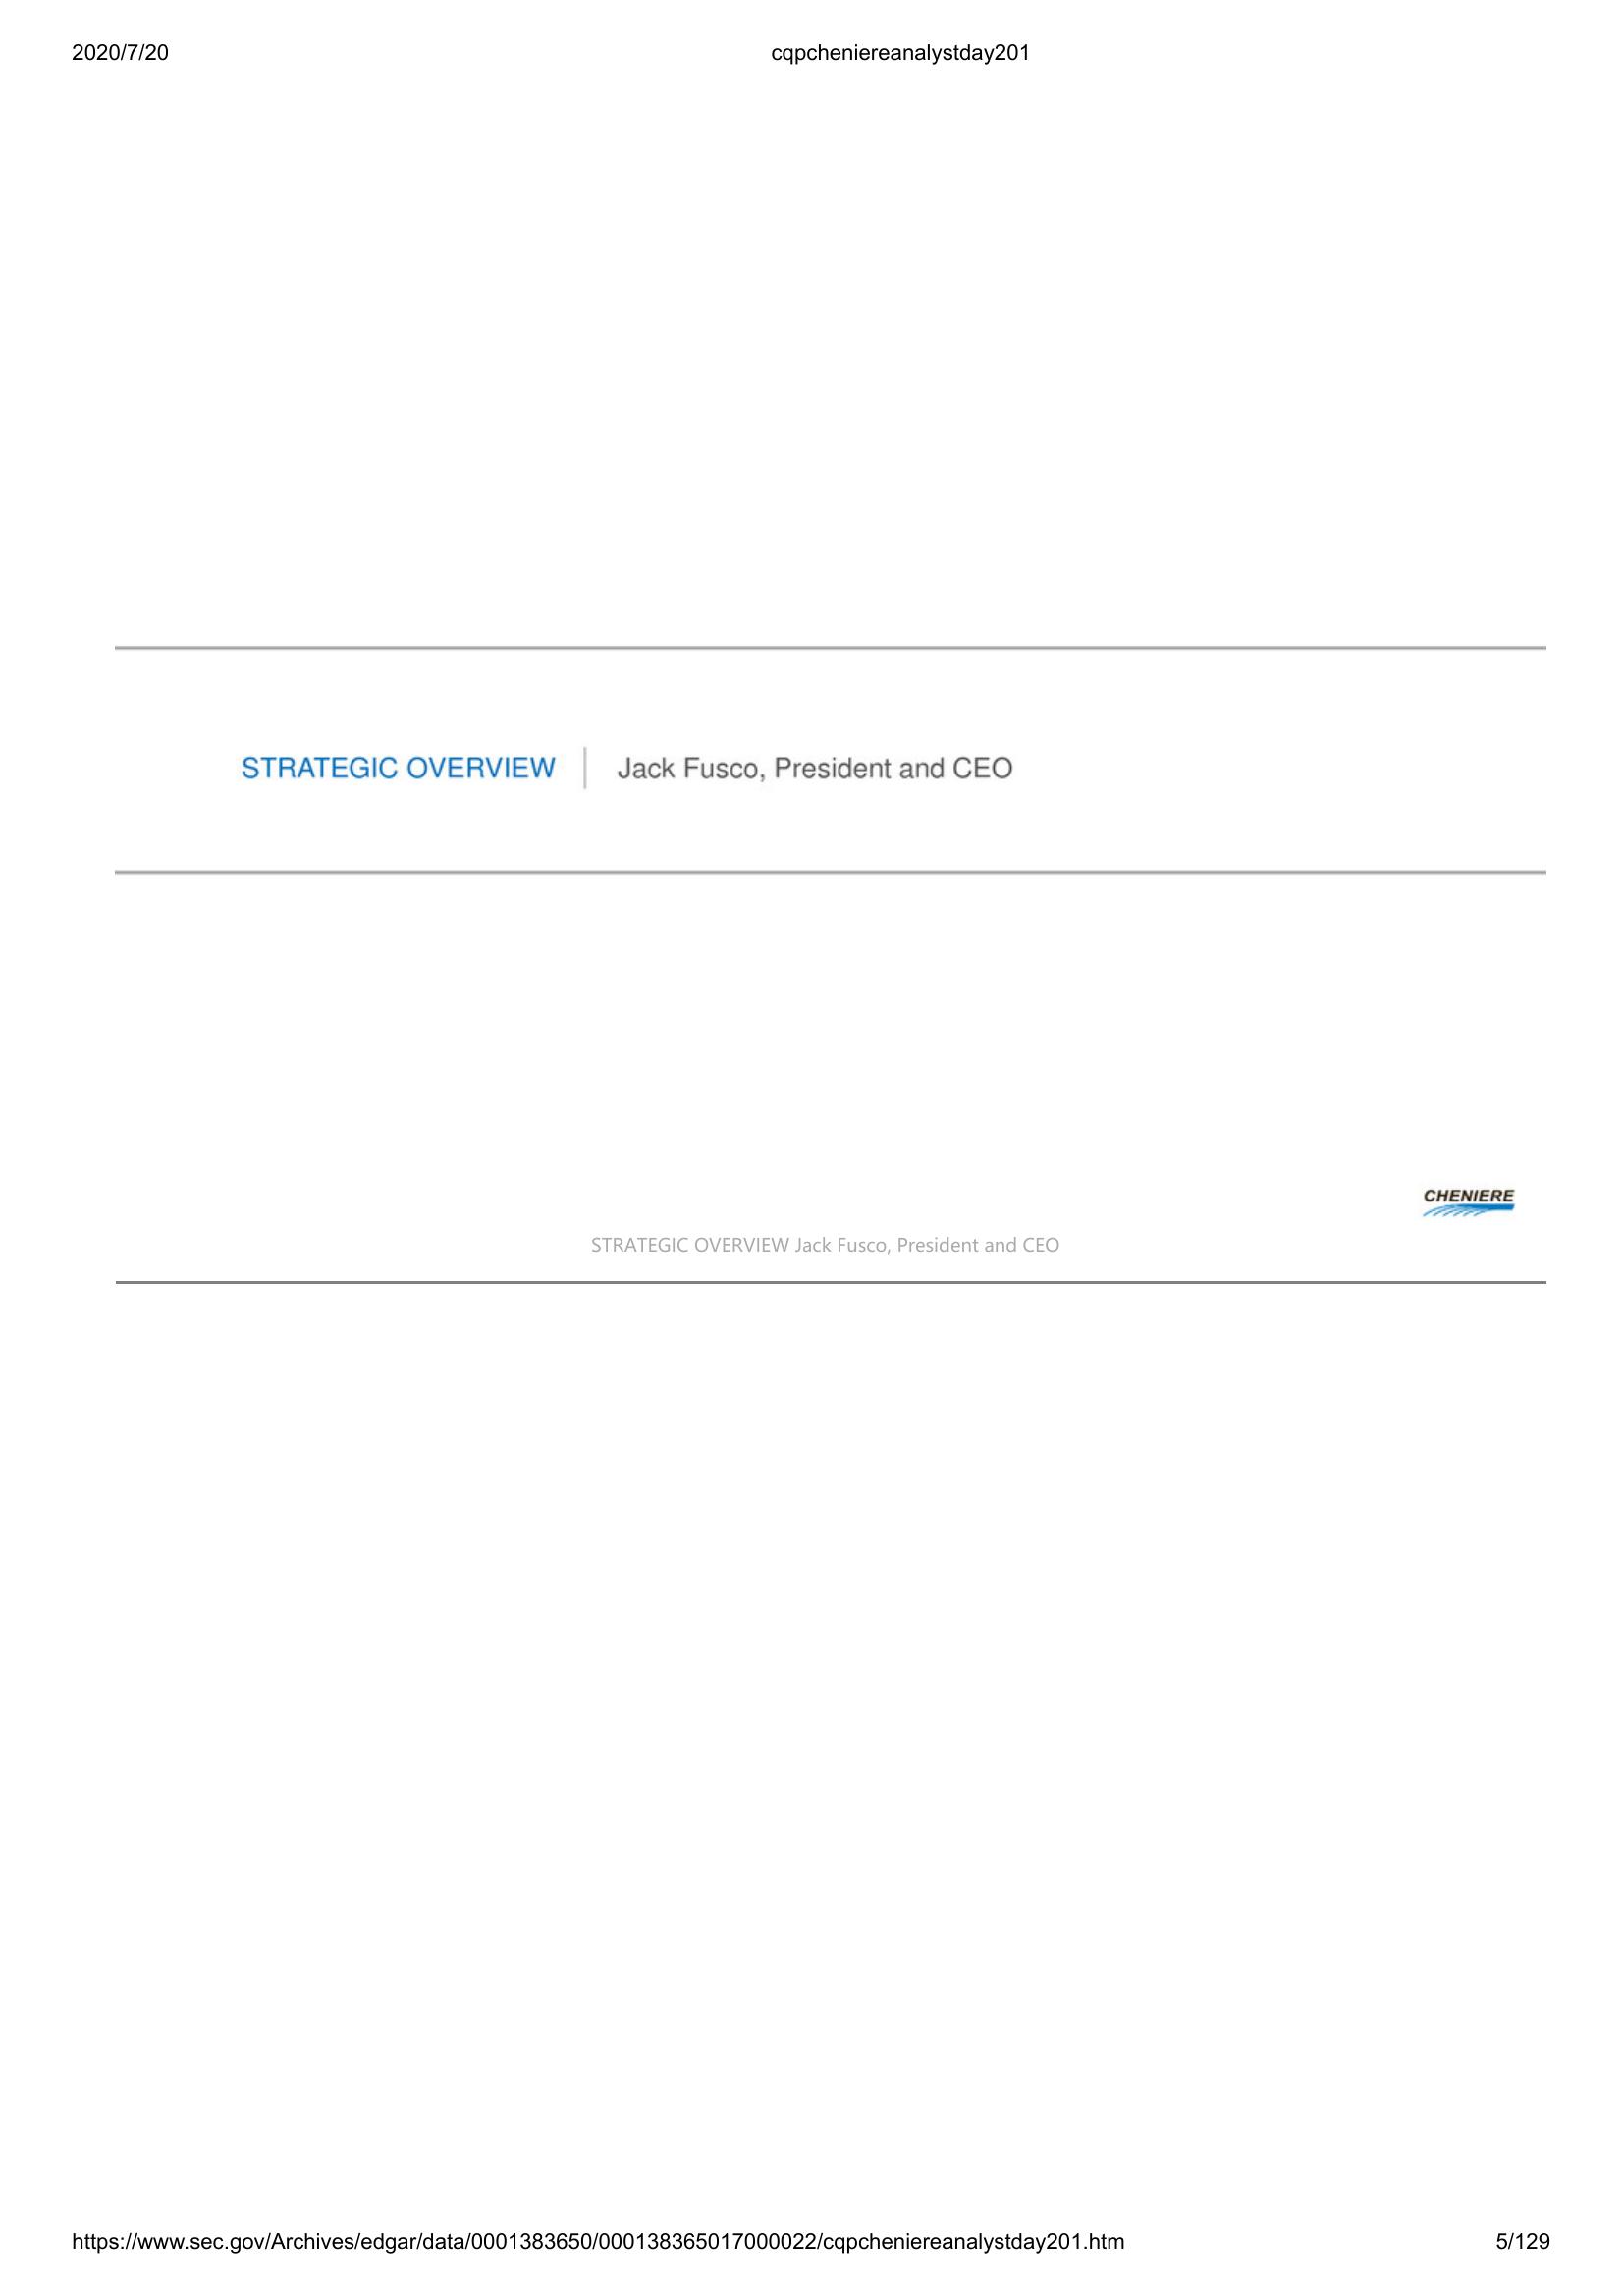 2020/7/20 cqpcheniereanalystday201
STRATEGIC OVERVIEW Jack Fusco, President and CEO
CHENIERE
STRATEGIC OVERVIEW Jack Fusco, President and CEO
https://www.sec.gov/Archives/edgar/data/0001383650/000138365017000022/cqpcheniereanalystday201.htm 5/129